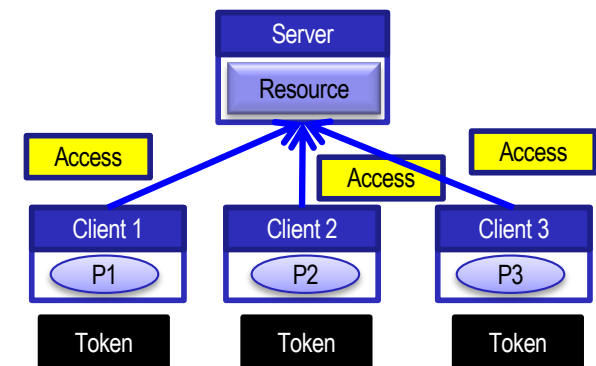 Server
Resource
Access
Access
Access
Client 1
Client 2
Client 3
P1
P2
P3
Token
Token
Token